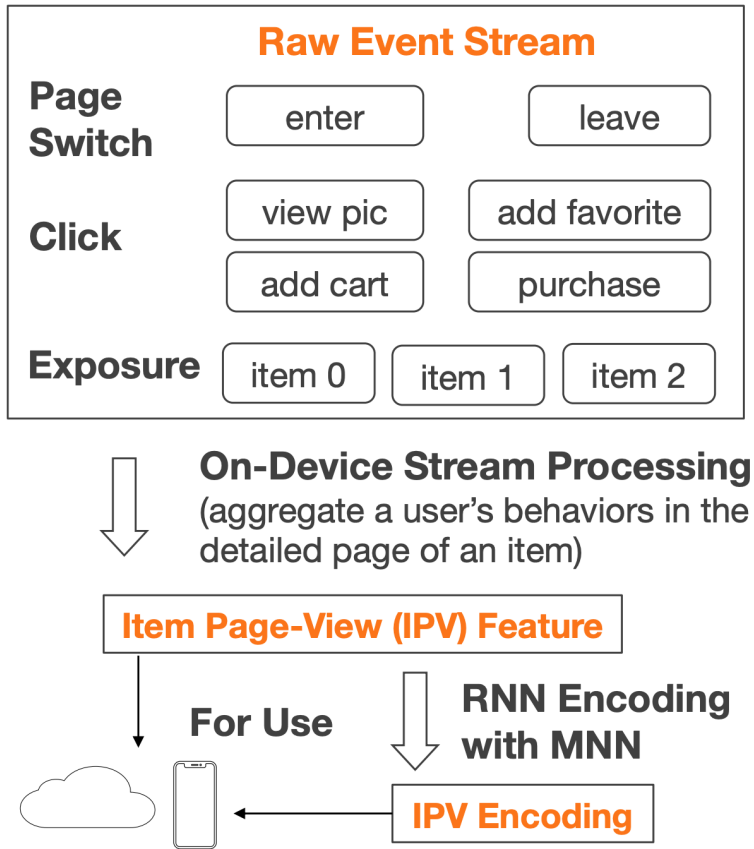 Raw Event Stream
Page
Switch
enter
leave
Click
view pic
add favorite
add cart
purchase
Exposure
item 0
item 1
item 2
On-Device Stream Processing
(aggregate a user's behaviors in the
detailed page of an item)
Item Page-View (IPV) Feature
For Use
RNN Encoding
with MNN
IPV Encoding